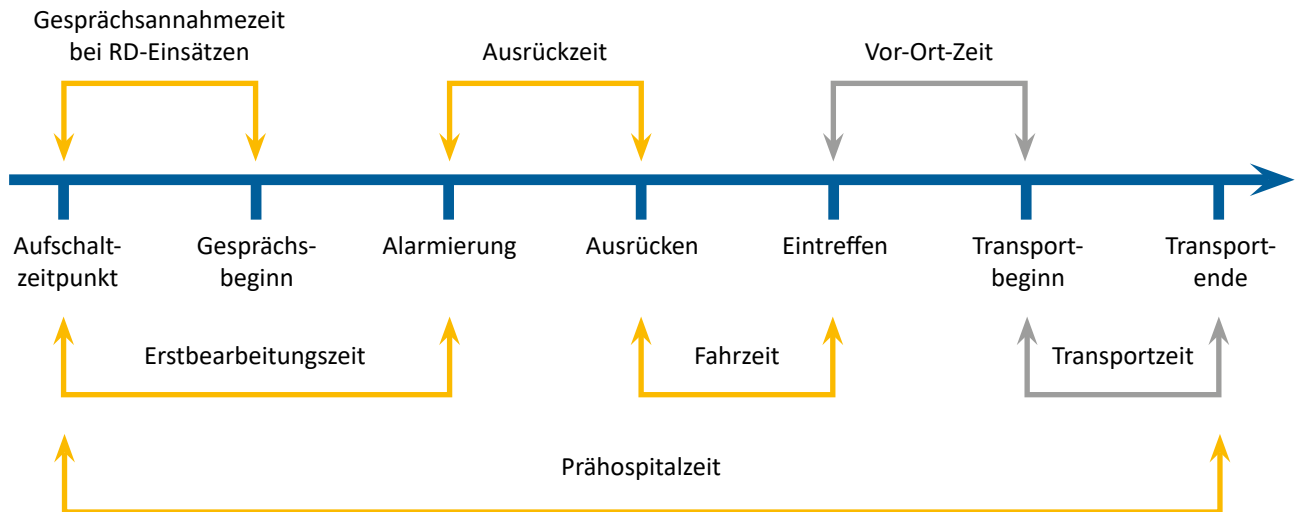 Gesprächsannahmezeit
bei RD-Einsätzen
Ausrückzeit
Vor-Ort-Zeit
Aufschalt-
zeitpunkt
Gesprächs-
beginn
Alarmierung
Ausrücken
Eintreffen
Transport-
beginn
Transport-
ende
Erstbearbeitungszeit
Fahrzeit
Transportzeit
Prähospitalzeit